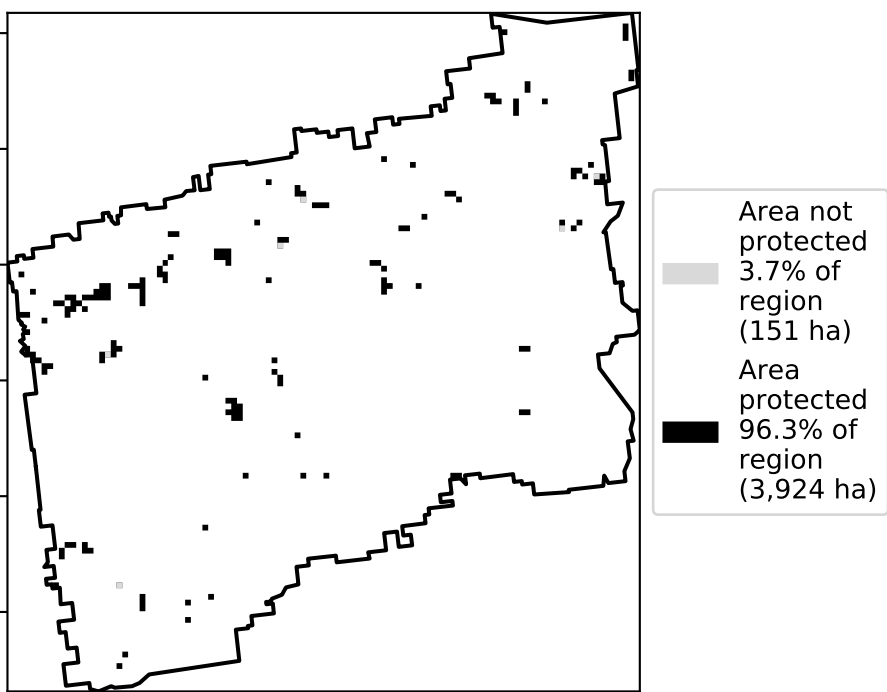 Area not
protected
3.7% of
region
(151 ha)
Area
protected
96.3% of
region
(3,924 ha)